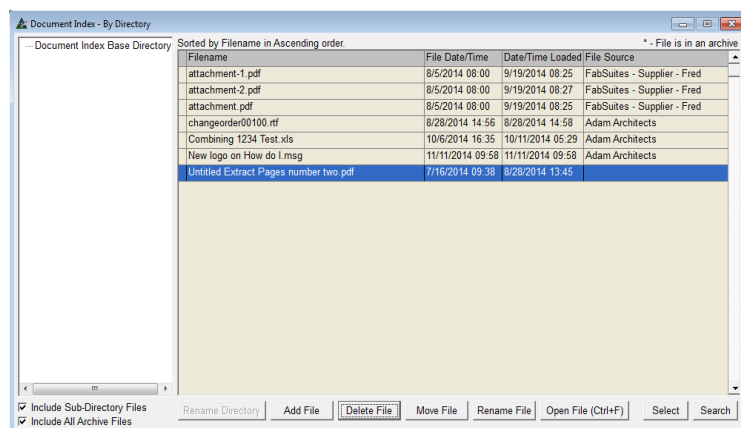 Document Index - By Directory
Document Index Base Directory
Sorted by Filename in Ascending order.
* - File is in an archive
Filename File Date/Time Date/Time Loaded File Source
attachment-1.pdf 8/5/2014 08:00 9/19/2014 08:25 FabSuites - Supplier - Fred
attachment-2.pdf 8/5/2014 08:00 9/19/2014 08:27 FabSuites - Supplier - Fred
attachment.pdf 8/5/2014 08:00 9/19/2014 08:25 FabSuites - Supplier - Fred
changeorder00100.rtf 8/28/2014 14:56 8/28/2014 14:58 Adam Architects
Combining 1234 Test.xls 10/6/2014 16:35 10/11/2014 05:29 Adam Architects
New logo on How do I.msg 11/11/2014 09:58 11/11/2014 09:58 Adam Architects
Untitled Extract Pages number two.pdf 7/16/2014 09:38 8/28/2014 13:45
Include Sub-Directory Files
Include All Archive Files
Rename Directory Add File Delete File Move File Rename File Open File (Ctrl+F) Select Search